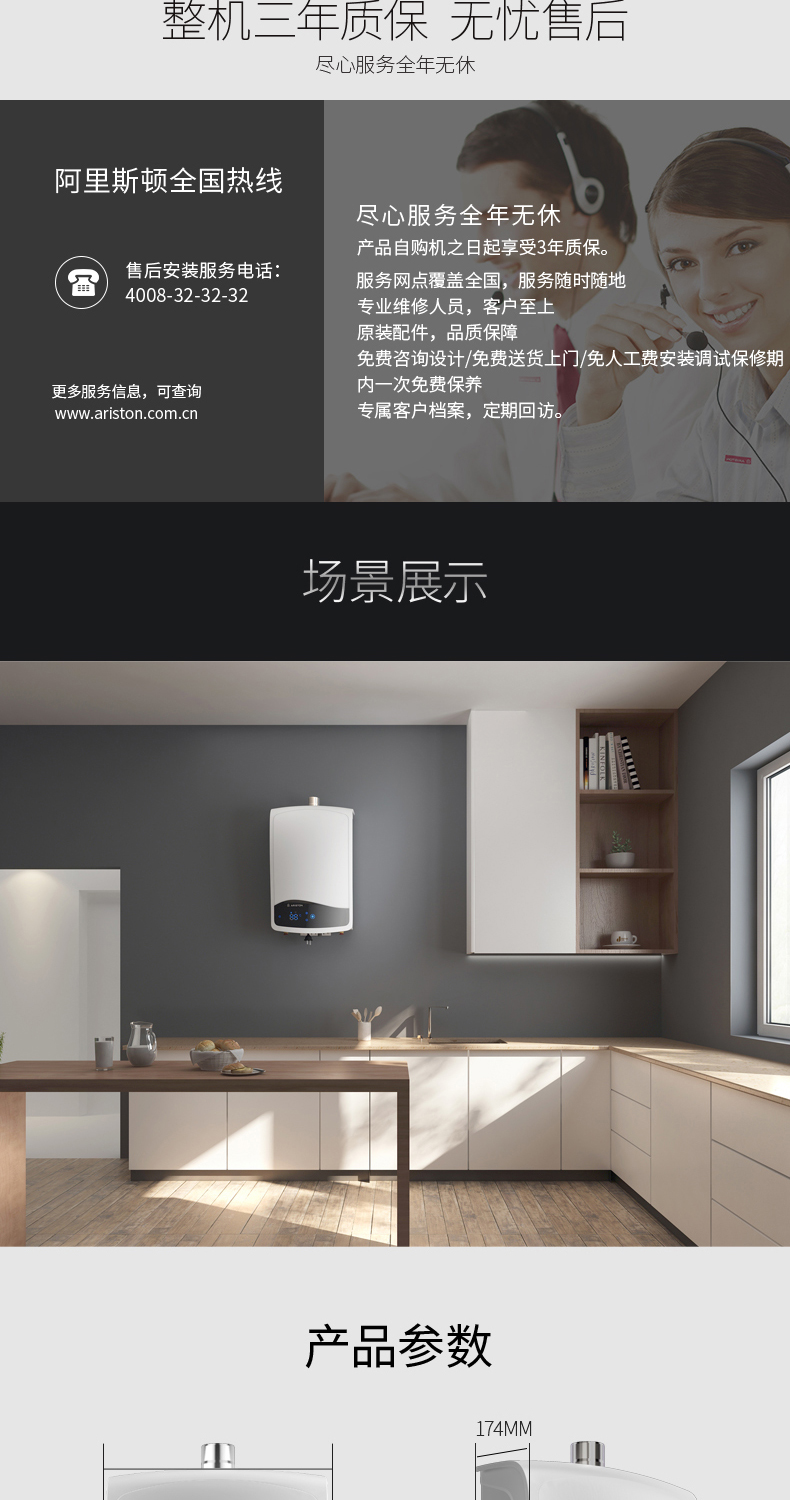 整机三年质保 无忧售后
尽心服务全年无休
阿里斯顿全国热线
售后安装服务电话：
4008-32-32-32
更多服务信息，可查询
www.ariston.com.cn
尽心服务全年无休
产品自购机之日起享受3年质保。
服务网点覆盖全国，服务随时随地
专业维修人员，客户至上
原装配件，品质保障
免费咨询设计/免费送货上门/免人工费安装调试保修期
内一次免费保养
专属客户档案，定期回访。
场景展示
产品参数
174MM